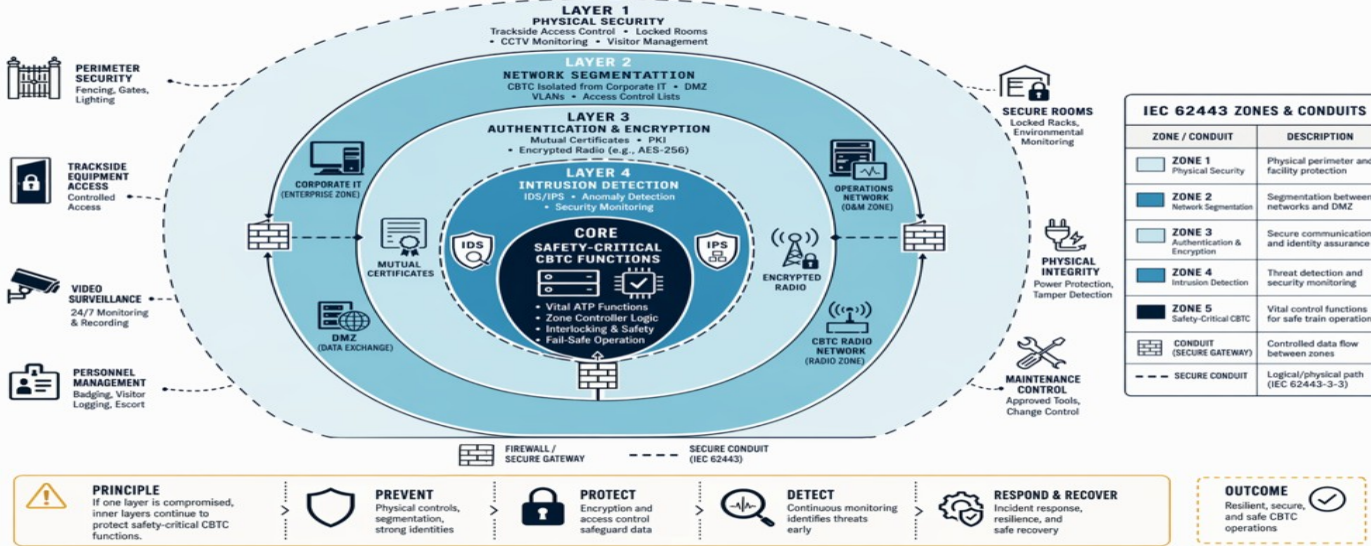 LAYER 1
PHYSICAL SECURITY
Trackside Access Control • Locked Rooms
• CCTV Monitoring • Visitor Management
LAYER 2
NETWORK SEGMENTATTION
CBTC Isolated from Corporate IT • DMZ
VLANs • Access Control Lists
LAYER 3
AUTHENTICATION & ENCRYPTION
Mutual Certificates • PKI
• Encrypted Radio (e.g., AES-256)
LAYER 4
INTRUSION DETECTION
IDS/IPS • Anomaly Detection
• Security Monitoring
CORE
SAFETY-CRITICAL
CBTC FUNCTIONS
• Vital ATP Functions
• Zone Controller Logic
• Interlocking & Safety
• Fail-Safe Operation
IDS
IPS
PERIMETER
SECURITY
Fencing, Gates,
Lighting
TRACKSIDE
EQUIPMENT
ACCESS
Controlled
Access
VIDEO
SURVEILLANCE
24/7 Monitoring
& Recording
PERSONNEL
MANAGEMENT
Badging, Visitor
Logging, Escort
CORPORATE IT
(ENTERPRISE ZONE)
MUTUAL
CERTIFICATES
DMZ
(DATA EXCHANGE)
OPERATIONS
NETWORK
(O&M ZONE)
ENCRYPTED
RADIO
CBTC RADIO
NETWORK
(RADIO ZONE)
SECURE ROOMS
Locked Racks,
Environmental
Monitoring
PHYSICAL
INTEGRITY
Power Protection,
Tamper Detection
MAINTENANCE
CONTROL
Approved Tools,
Change Control
IEC 62443 ZONES & CONDUITS
ZONE / CONDUIT DESCRIPTION
ZONE 1
Physical Security
Physical perimeter and
facility protection
ZONE 2
Network Segmentation
Segmentation between
networks and DMZ
ZONE 3
Authentication &
Encryption
Secure communication
and identity assurance
ZONE 4
Intrusion Detection
Threat detection and
security monitoring
ZONE 5
Safety-Critical CBTC
Vital control functions
for safe train operation
CONDUIT
(SECURE GATEWAY)
Controlled data flow
between zones
SECURE CONDUIT
Logical/physical path
(IEC 62443-3-3)
FIREWALL /
SECURE GATEWAY
SECURE CONDUIT
(IEC 62443)
PRINCIPLE
If one layer is compromised,
inner layers continue to
protect safety-critical CBTC
functions.
PREVENT
Physical controls,
segmentation,
strong identities
PROTECT
Encryption and
access control
safeguard data
DETECT
Continuous monitoring
identifies threats
early
RESPOND & RECOVER
Incident response,
resilience, and
safe recovery
OUTCOME
Resilient, secure,
and safe CBTC
operations